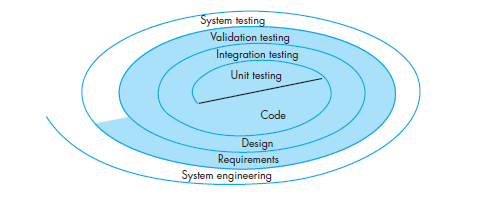 System testing
Validation testing
Integration testing
Unit testing
Code
Design
Requirements
System engineering